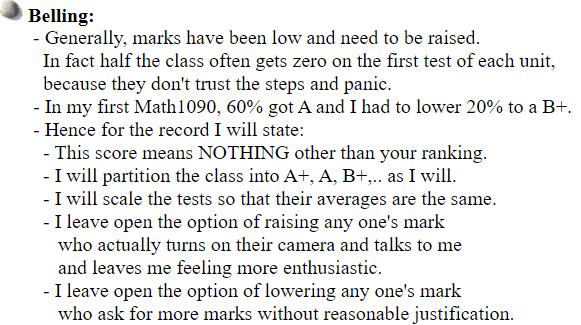 Belling:
- Generally, marks have been low and need to be raised.
In fact half the class often gets zero on the first test of each unit,
because they don't trust the steps and panic.
- In my first Math1090, 60% got A and I had to lower 20% to a B+.
- Hence for the record I will state:
- This score means NOTHING other than your ranking.
- I will partition the class into A+, A, B+,.. as I will.
- I will scale the tests so that their averages are the same.
- I leave open the option of raising any one's mark
who actually turns on their camera and talks to me
and leaves me feeling more enthusiastic.
- I leave open the option of lowering any one's mark
who ask for more marks without reasonable justification.